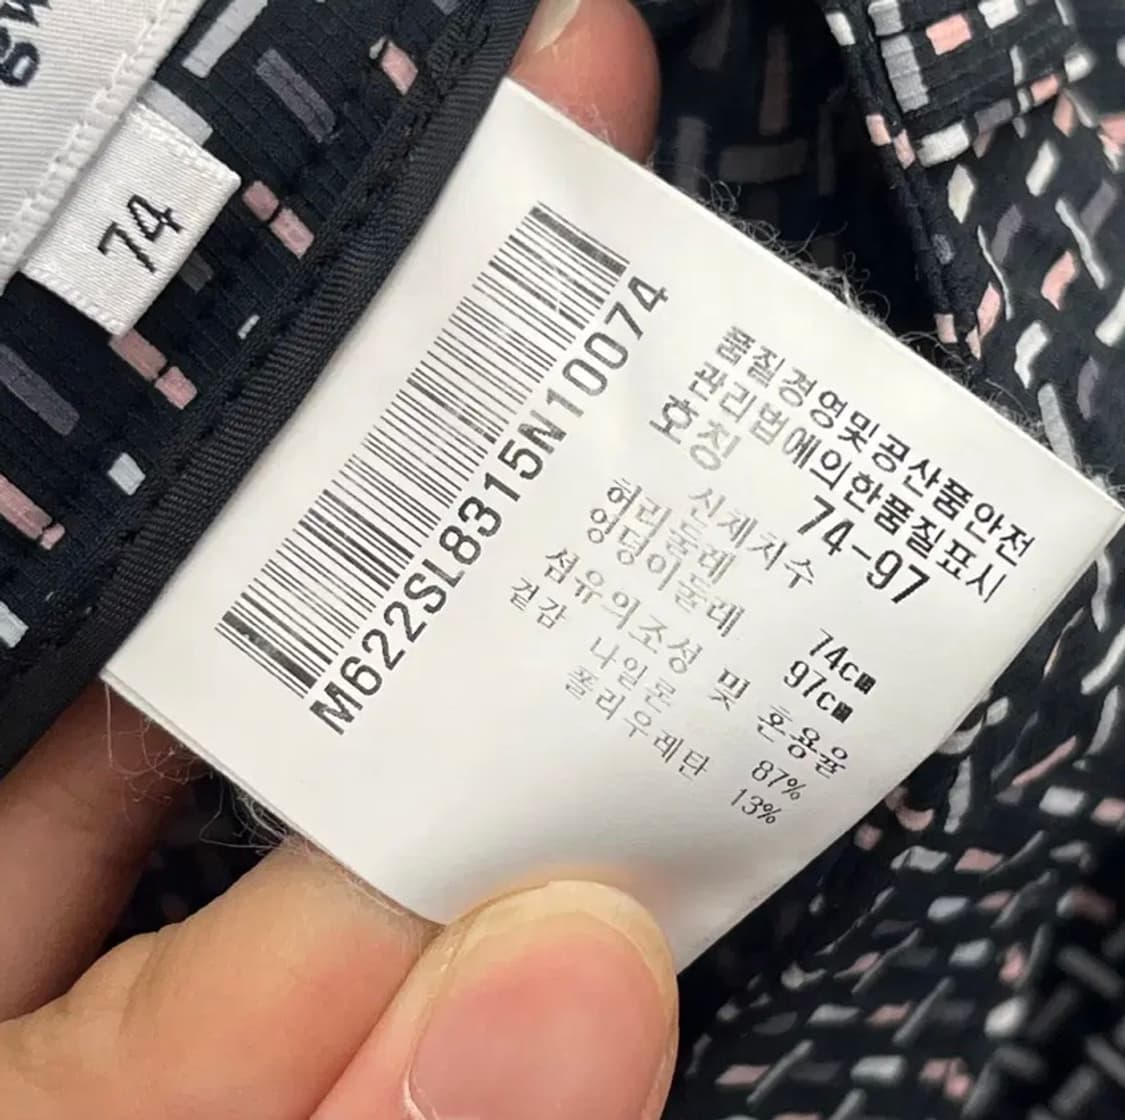 74
M622SL8315N10074
품질경영및공산품안전
관리법에의한품질표시
호칭 74-97
신체치수
허리둘레 74cm
엉덩이둘레 97cm
섬유의조성 및 혼용율
겉감
나일론 87%
폴리우레탄 13%